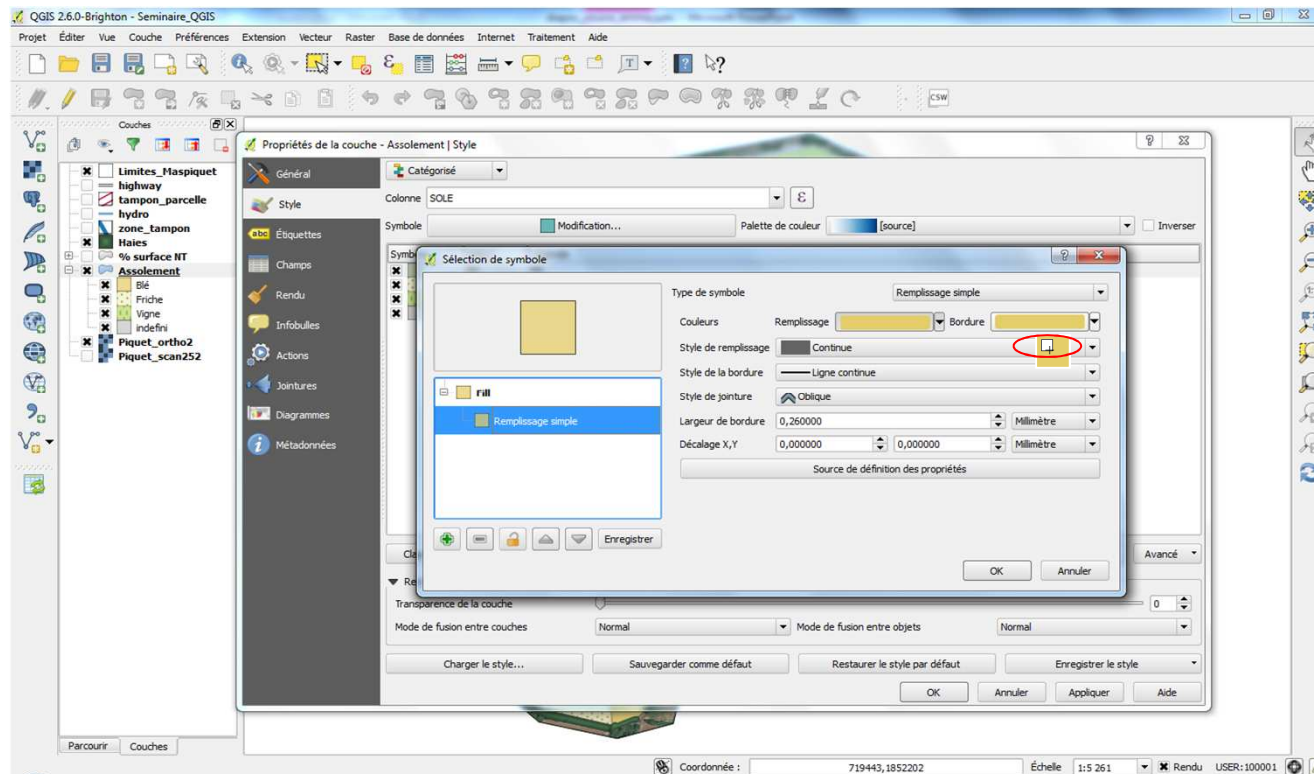 QGIS 2.6.0-Brighton - Seminaire_QGIS
Projet Éditer Vue Couche Préférences Extension Vecteur Raster Base de données Internet Traitement Aide
CSW
Couches
Limites_Maspiquet
highway
tampon_parcelle
hydro
zone_tampon
Haies
% surface NT
Assolement
Blé
Friche
Vigne
indefini
Piquet_ortho2
Piquet_scan252
Parcourir Couches
Propriétés de la couche - Assolement | Style
Général
Style
abc Étiquettes
Champs
Rendu
Infobulles
Actions
Jointures
Diagrammes
Métadonnées
Catégorisé
Colonne SOLE ε
Symbole Modification... Palette de couleur [source] Inverser
Symb
Sélection de symbole
Type de symbole Remplissage simple
Couleurs Remplissage Bordure
Style de remplissage Continue
Style de la bordure Ligne continue
Style de jointure Oblique
Largeur de bordure 0,260000 Millimètre
Décalage X,Y 0,000000 0,000000 Millimètre
Source de définition des propriétés
Fill
Remplissage simple
Enregistrer
OK Annuler
Cla Avancé
Re
Transparence de la couche 0
Mode de fusion entre couches Normal Mode de fusion entre objets Normal
Charger le style... Sauvegarder comme défaut Restaurer le style par défaut Enregistrer le style
OK Annuler Appliquer Aide
Coordonnée : 719443,1852202 Échelle 1:5 261 Rendu USER:100001